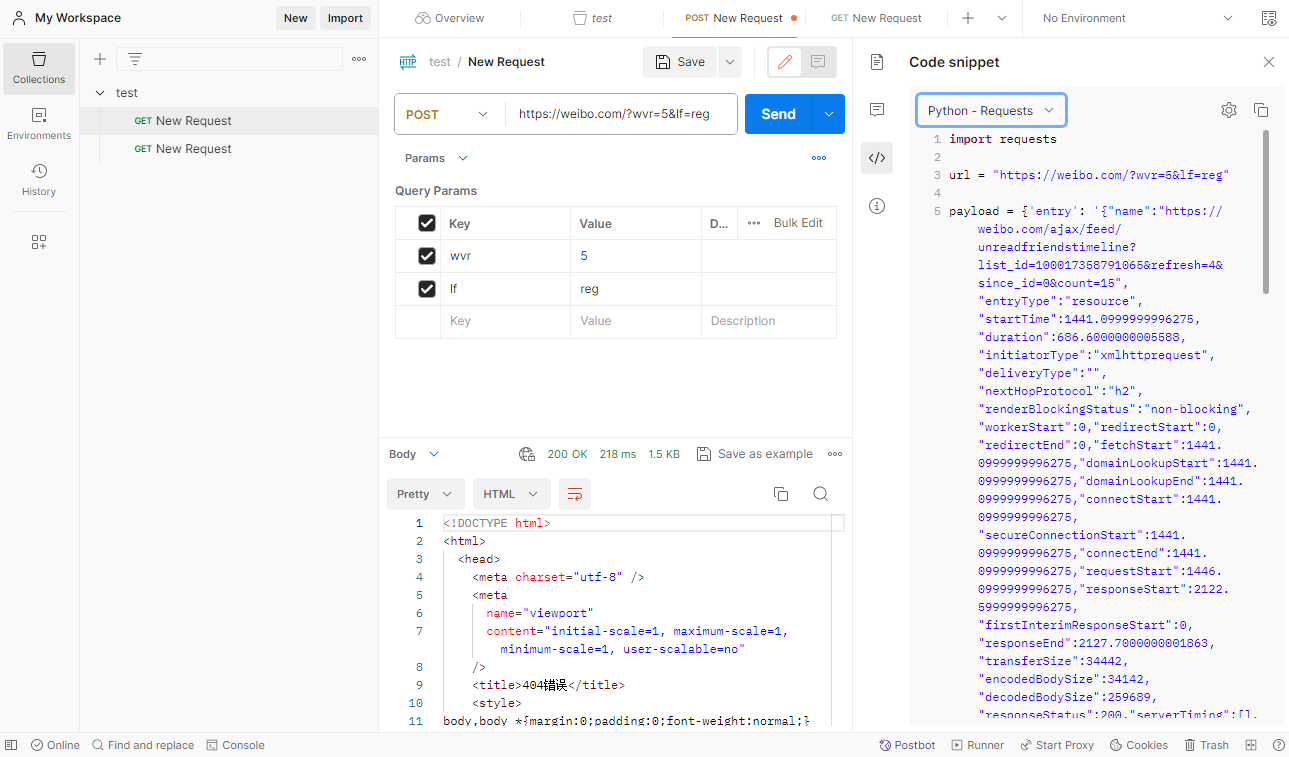 My Workspace
New
Import
Overview
test
POST New Request
GET New Request
No Environment
Collections
Environments
History
test
GET New Request
GET New Request
HTTP
test / New Request
Save
POST
https://weibo.com/?wvr=5&lf=reg
Send
Params
Query Params
Key
Value
D...
Bulk Edit
wvr
5
lf
reg
Key
Value
Description
Body
200 OK
218 ms
1.5 KB
Save as example
Pretty
HTML
1 <!DOCTYPE html>
2 <html>
3 <head>
4 <meta charset="utf-8" />
5 <meta
6 name="viewport"
7 content="initial-scale=1, maximum-scale=1,
minimum-scale=1, user-scalable=no"
8 />
9 <title>404错误</title>
10 <style>
11 body,body *{margin:0;padding:0;font-weight:normal;}
Code snippet
Python - Requests
1 import requests
2
3 url = "https://weibo.com/?wvr=5&lf=reg"
4
5 payload = {'entry': '{"name":"https://
weibo.com/ajax/feed/
unreadfriendstimeline?
list_id=100017358791065&refresh=4&
since_id=0&count=15",
"entryType":"resource",
"startTime":1441.0999999996275,
"duration":686.6000000005588,
"initiatorType":"xmlhttprequest",
"deliveryType":"",
"nextHopProtocol":"h2",
"renderBlockingStatus":"non-blocking",
"workerStart":0,"redirectStart":0,
"redirectEnd":0,"fetchStart":1441.
0999999996275,"domainLookupStart":1441.
0999999996275,"domainLookupEnd":1441.
0999999996275,"connectStart":1441.
0999999996275,
"secureConnectionStart":1441.
0999999996275,"connectEnd":1441.
0999999996275,"requestStart":1446.
0999999996275,"responseStart":2122.
5999999996275,
"firstInterimResponseStart":0,
"responseEnd":2127.7000000001863,
"transferSize":34442,
"encodedBodySize":34142,
"decodedBodySize":259689,
"responseStatus":200,"serverTiming":[],
Online
Find and replace
Console
Postbot
Runner
Start Proxy
Cookies
Trash